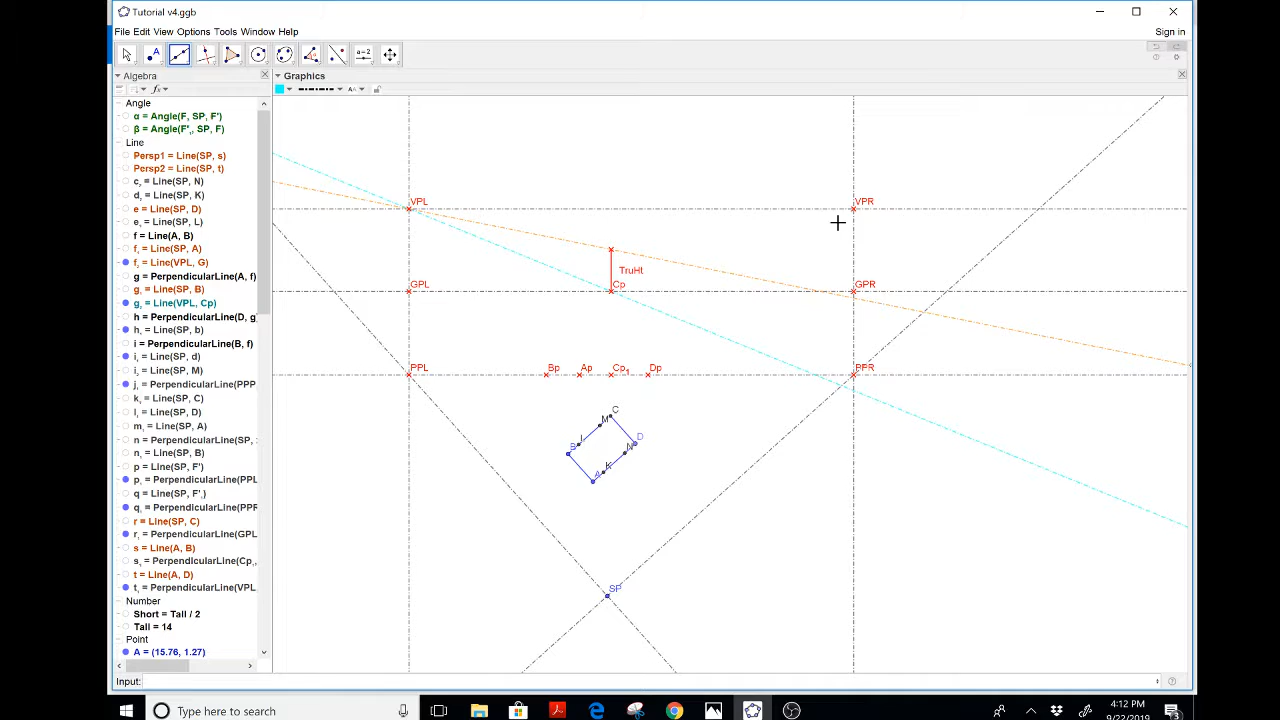 Tutorial v4.ggb
File Edit View Options Tools Window Help
Sign in
a=2
Algebra
Graphics
Angle
α = Angle(F, SP, F')
β = Angle(F'₁, SP, F)
Line
Persp1 = Line(SP, s)
Persp2 = Line(SP, t)
= Line(SP, N)
= Line(SP, K)
e = Line(SP, D)
= Line(SP, L)
f = Line(A, B)
= Line(SP, A)
= Line(VPL, G)
g = PerpendicularLine(A, f)
= Line(SP, B)
= Line(VPL, Cp)
h = PerpendicularLine(D, g
= Line(SP, b)
i = PerpendicularLine(B, f)
= Line(SP, d)
= Line(SP, M)
= PerpendicularLine(PPP
= Line(SP, C)
= Line(SP, D)
= Line(SP, A)
n = PerpendicularLine(SP,
= Line(SP, B)
p = Line(SP, F')
= PerpendicularLine(PPL
q = Line(SP, F'₁)
= PerpendicularLine(PPR
r = Line(SP, C)
= PerpendicularLine(GPL
s = Line(A, B)
= PerpendicularLine(Cp₁,
t = Line(A, D)
= PerpendicularLine(VPL,
Number
Short = Tall / 2
Tall = 14
Point
A = (15.76, 1.27)
VPL
VPR
TruHt
GPL
Cp
GPR
PPL
Bp
Ap
Cp₁
Dp
PPR
C
M
B
D
N
K
A
SP
Input:
Type here to search
4:12 PM
9/22/2019